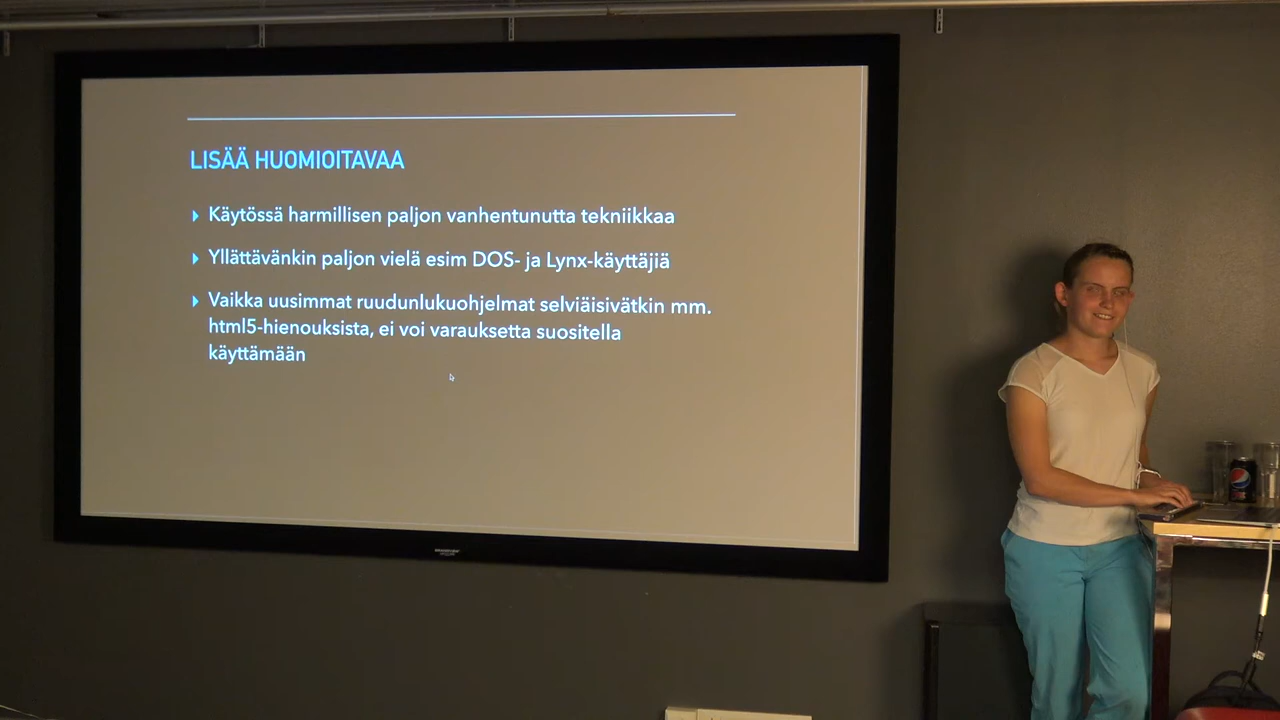 LISÄÄ HUOMIOITAVAA
Käytössä harmillisen paljon vanhentunutta tekniikkaa
Yllättävänkin paljon vielä esim DOS- ja Lynx-käyttäjiä
Vaikka uusimmat ruudunlukuohjelmat selviäisivätkin mm.
html5-hienouksista, ei voi varauksetta suositella
käyttämään